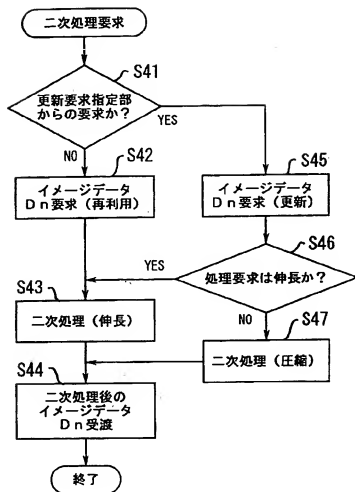 二次処理要求
S41
更新要求指定部
からの要求か？
YES
NO
S42
イメージデータ
Dn要求（再利用）
S45
イメージデータ
Dn要求（更新）
S46
処理要求は伸長か？
YES
NO
S43
二次処理（伸長）
S47
二次処理（圧縮）
S44
二次処理後の
イメージデータ
Dn受渡
終了